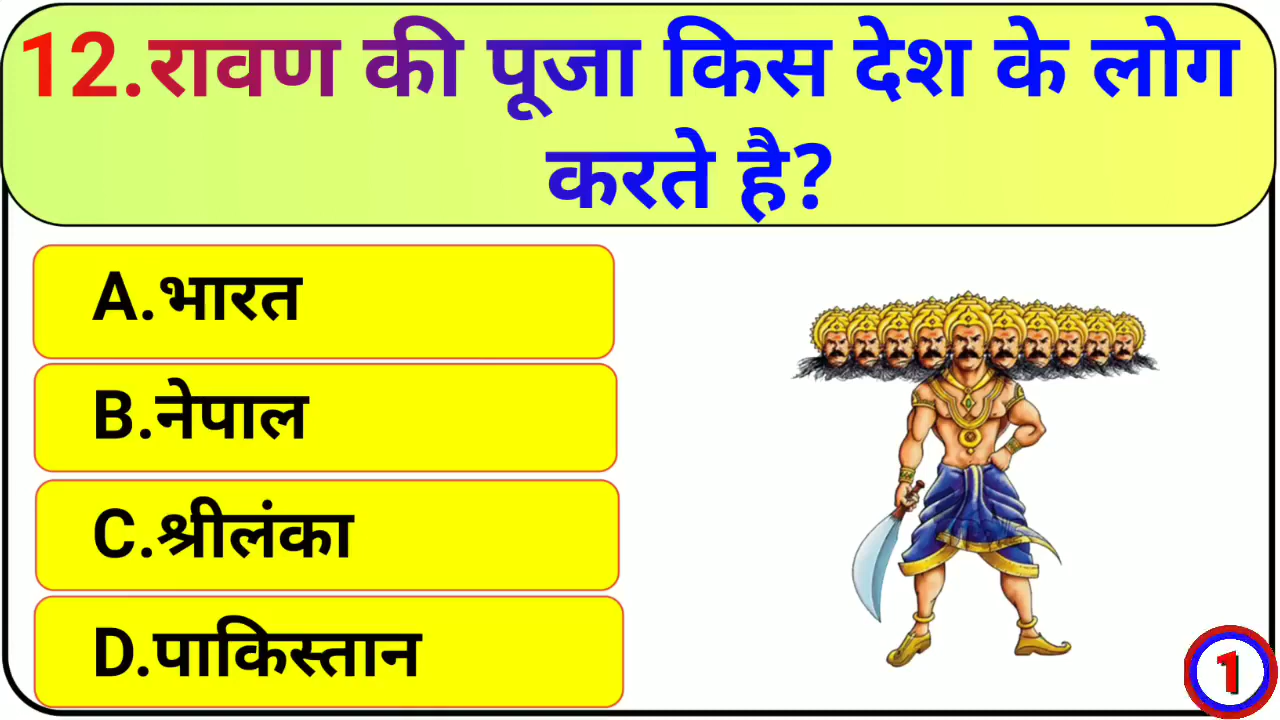 12.रावण की पूजा किस देश के लोग
करते है?
A.भारत
B.नेपाल
C.श्रीलंका
D.पाकिस्तान
1